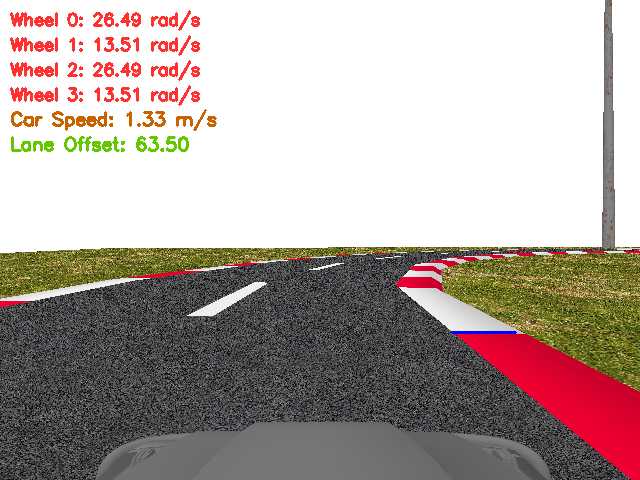 Wheel 0: 26.49 rad/s
Wheel 1: 13.51 rad/s
Wheel 2: 26.49 rad/s
Wheel 3: 13.51 rad/s
Car Speed: 1.33 m/s
Lane Offset: 63.50